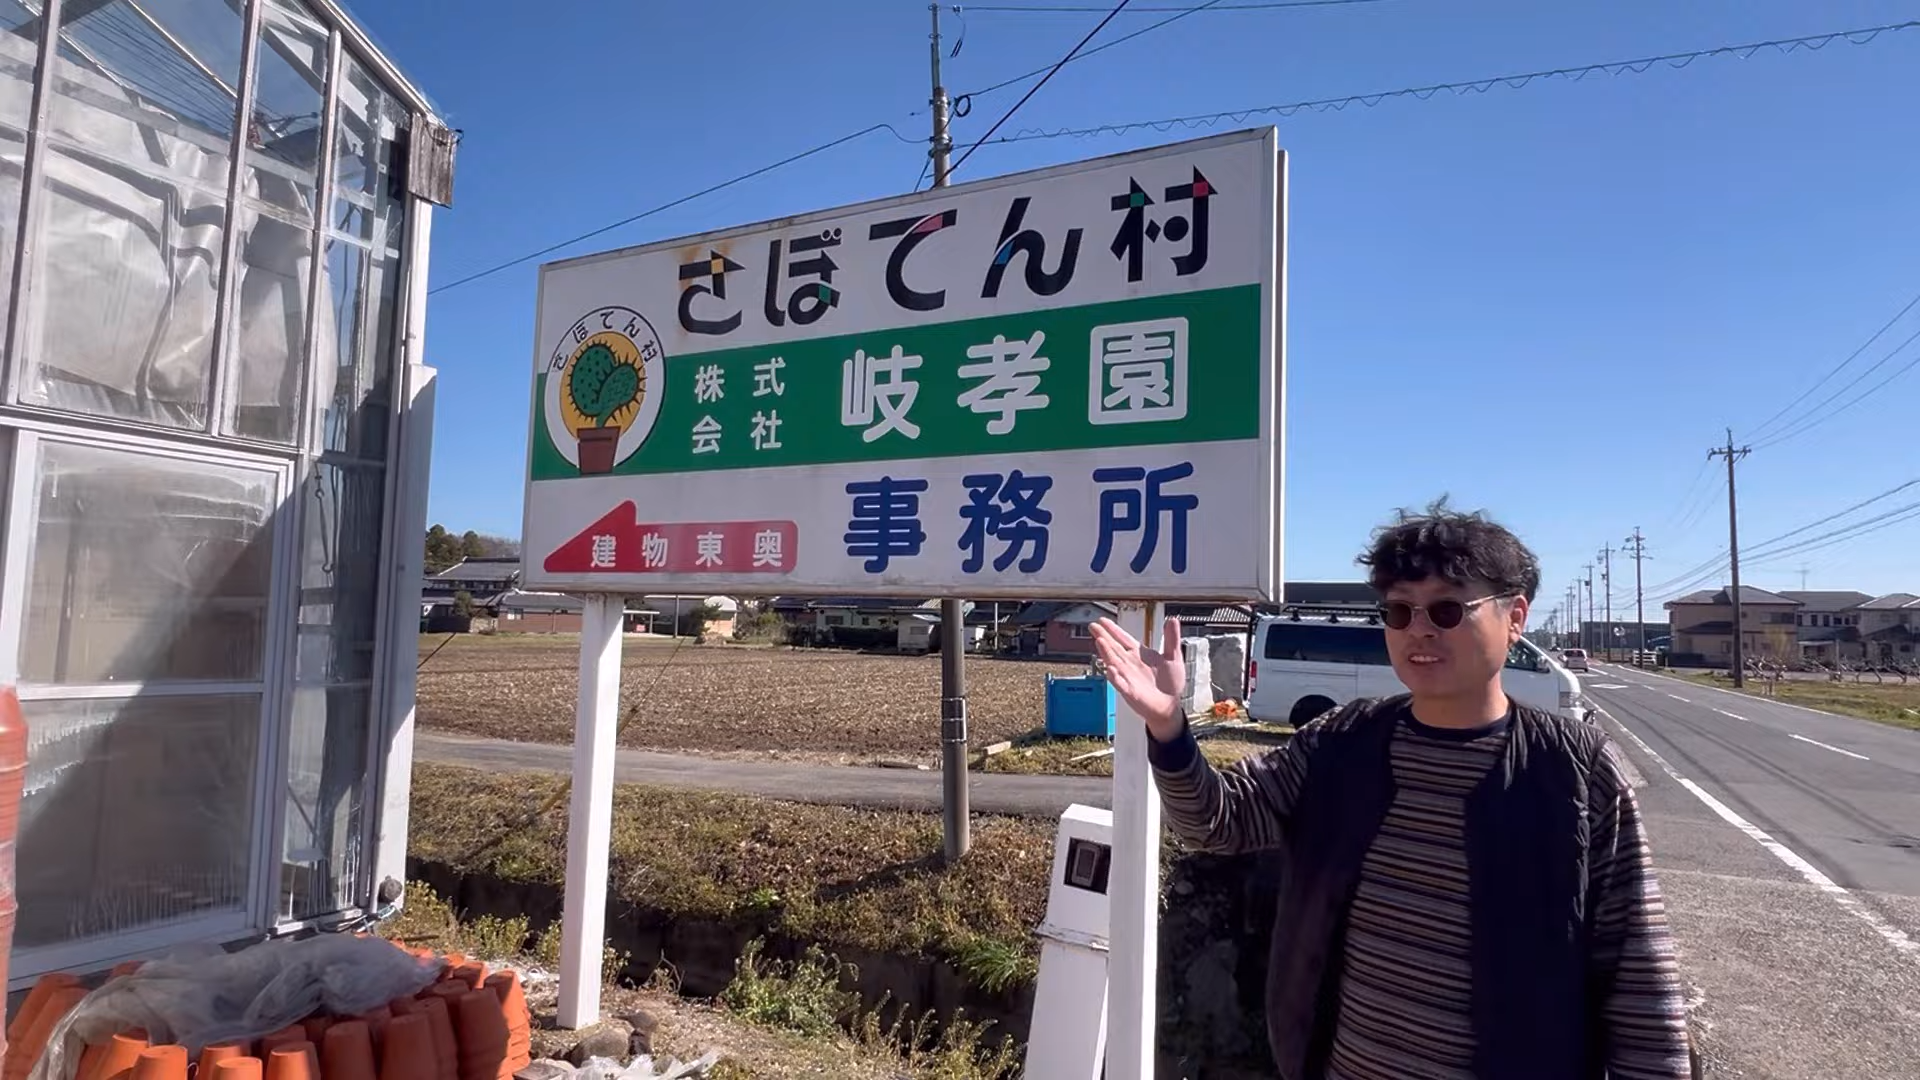 さぼてん村
さぼてん村
株式会社 岐孝園
事務所
建物東奥